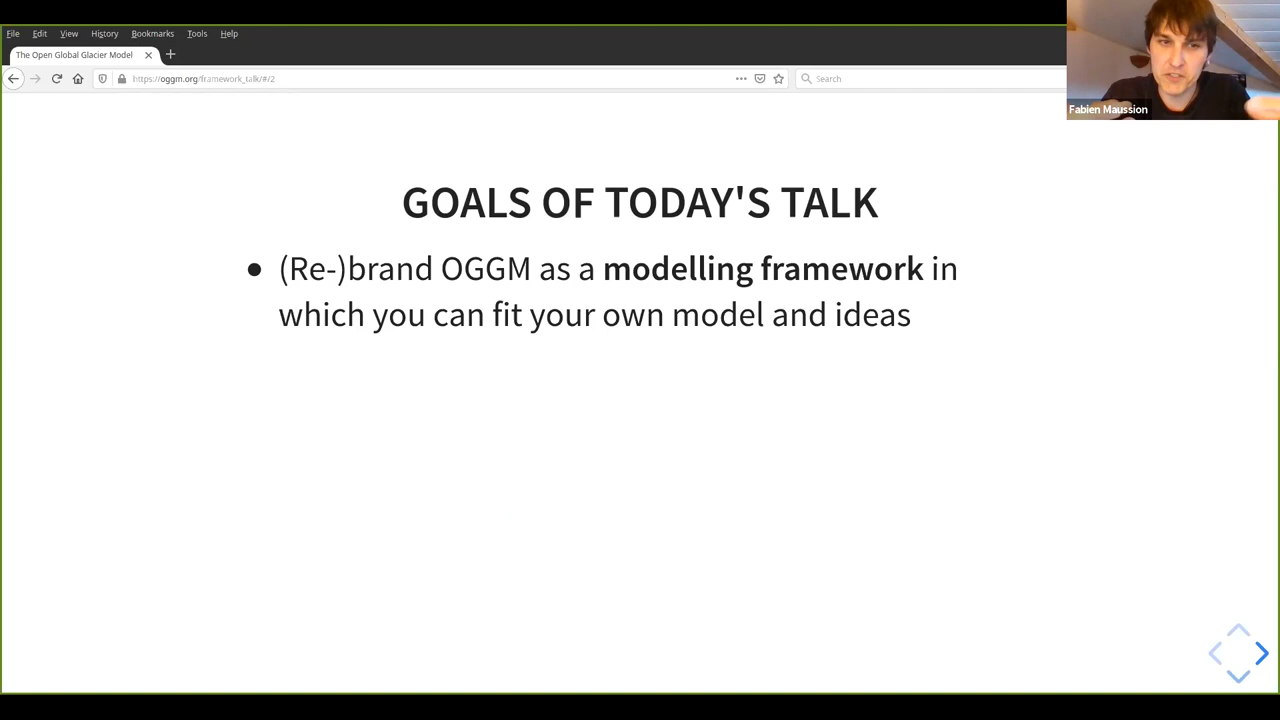 File Edit View History Bookmarks Tools Help
The Open Global Glacier Model
https://oggm.org/framework_talk/#/2
Search
Fabien Maussion
GOALS OF TODAY'S TALK
• (Re-)brand OGGM as a modelling framework in
which you can fit your own model and ideas